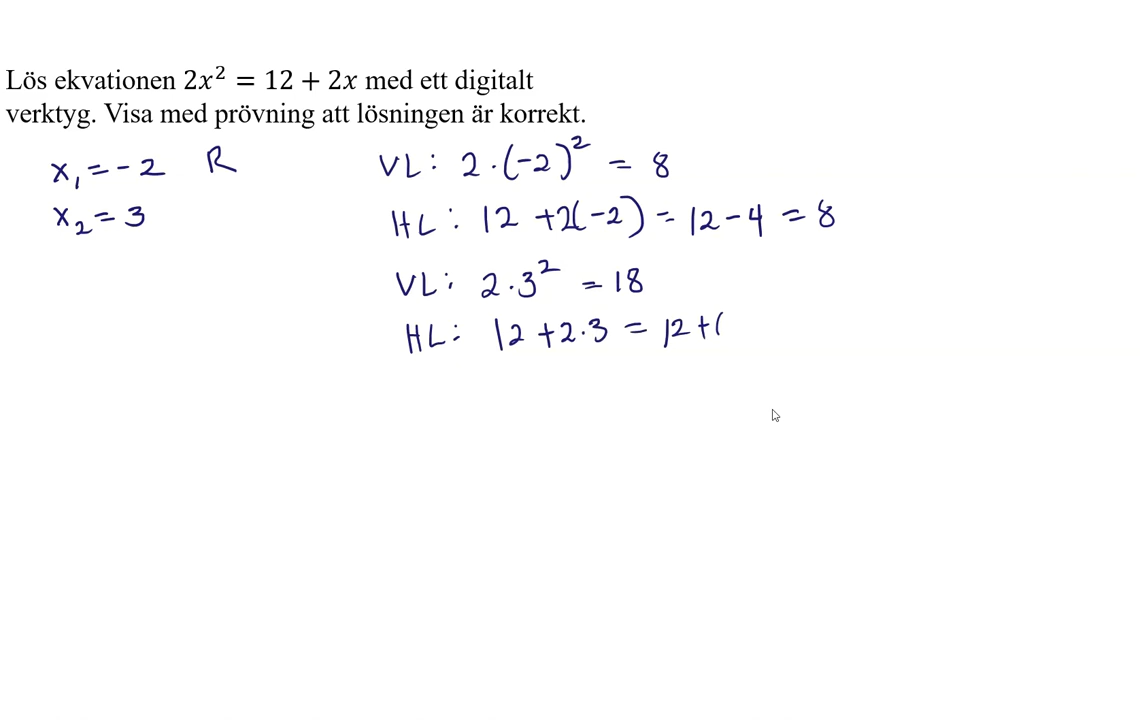 Lös ekvationen 2x² = 12 + 2x med ett digitalt
verktyg. Visa med prövning att lösningen är korrekt.
x₁ = -2 R
x₂ = 3
VL: 2·(-2)² = 8
HL: 12 + 2(-2) = 12 - 4 = 8
VL: 2·3² = 18
HL: 12 + 2·3 = 12 + (